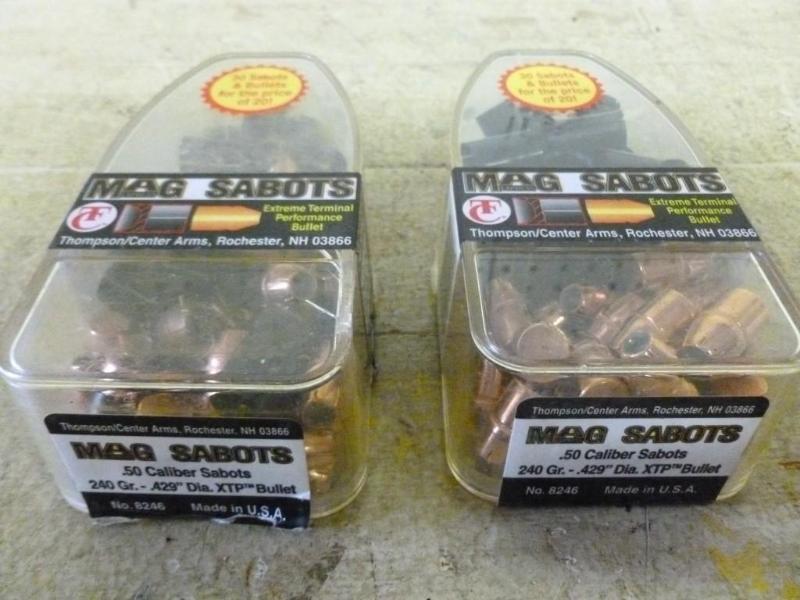 30 Sabots
& Bullets
for the price
of 20!
MAG SABOTS
TC
Extreme Terminal
Performance
Bullet
Thompson/Center Arms, Rochester, NH 03866
Thompson/Center Arms, Rochester, NH 03866
MAG SABOTS
.50 Caliber Sabots
240 Gr. - .429" Dia. XTP™ Bullet
No. 8246 Made in U.S.A.
30 Sabots
& Bullets
for the price
of 20!
MAG SABOTS
TC
Extreme Terminal
Performance
Bullet
Thompson/Center Arms, Rochester, NH 03866
Thompson/Center Arms, Rochester, NH 03866
MAG SABOTS
.50 Caliber Sabots
240 Gr. - .429" Dia. XTP™ Bullet
No. 8246 Made in U.S.A.